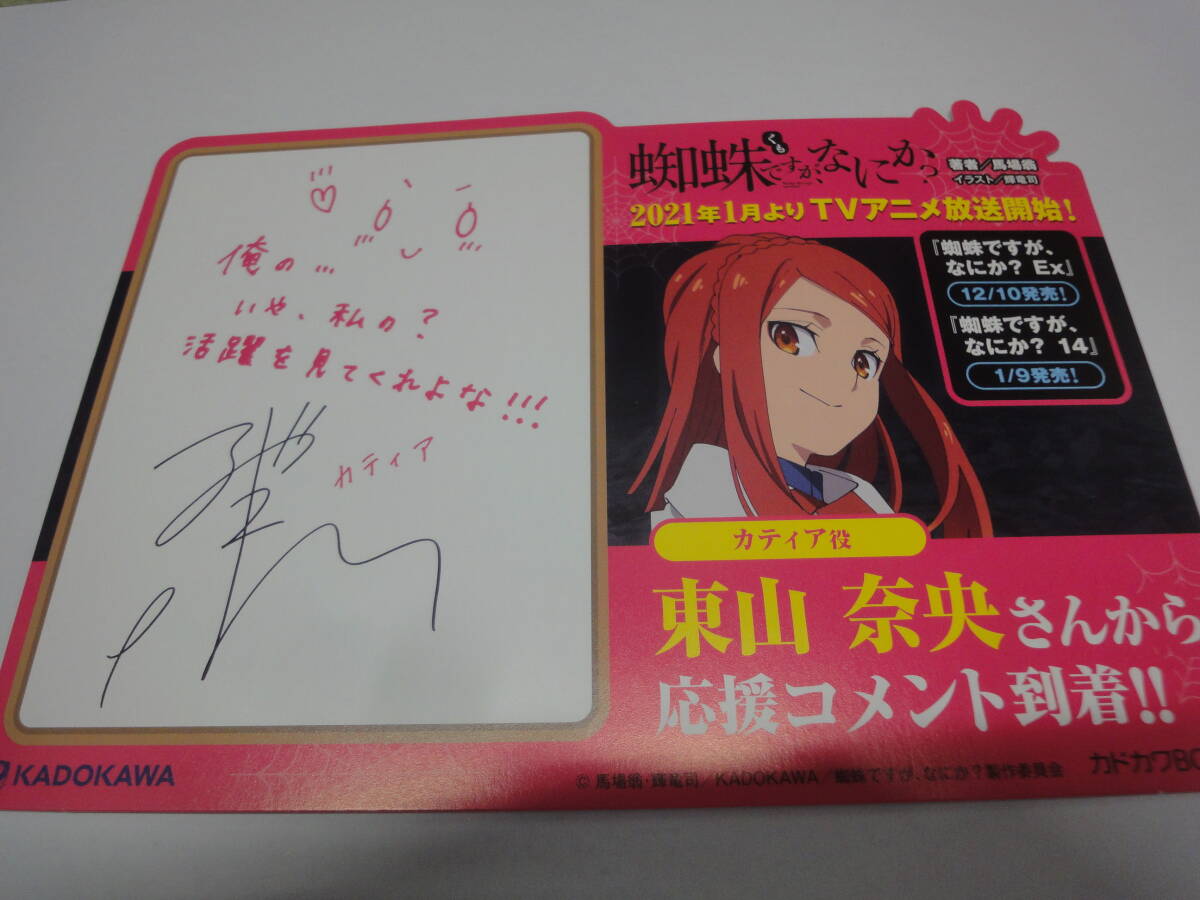 俺の…
いや、私の?
活躍を見てくれよな!!!
カティア
蜘蛛ですが、なにか?
くも
著者/馬場翁
イラスト/輝竜司
2021年1月よりTVアニメ放送開始!
『蜘蛛ですが、
なにか? Ex』
12/10発売!
『蜘蛛ですが、
なにか? 14』
1/9発売!
カティア役
東山 奈央さんから
応援コメント到着!!
KADOKAWA
© 馬場翁・輝竜司/KADOKAWA/蜘蛛ですが、なにか?製作委員会
カドカワBO